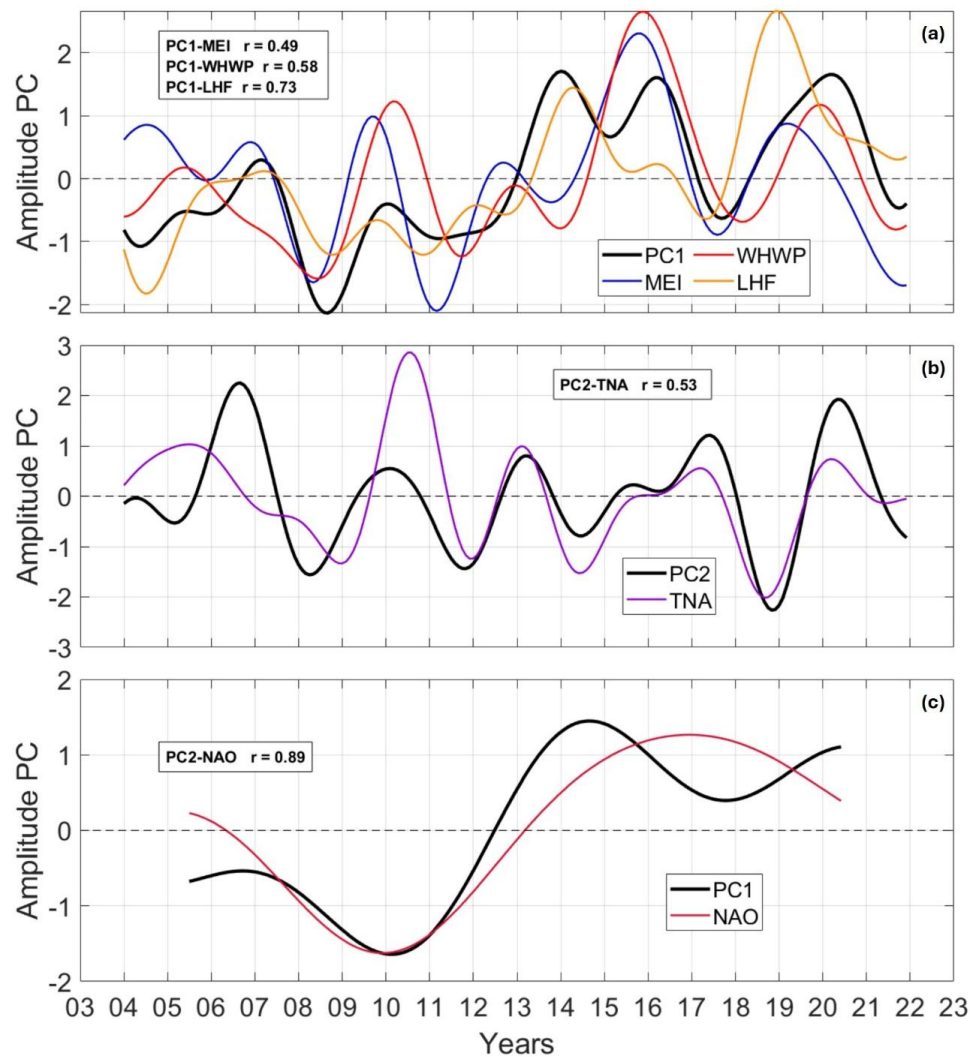 (a)
PC1-MEI r = 0.49
PC1-WHWP r = 0.58
PC1-LHF r = 0.73
Amplitude PC
2
1
0
-1
-2
PC1 WHWP
MEI LHF
(b)
PC2-TNA r = 0.53
Amplitude PC
3
2
1
0
-1
-2
-3
PC2
TNA
(c)
PC2-NAO r = 0.89
Amplitude PC
2
1
0
-1
-2
PC1
NAO
03 04 05 06 07 08 09 10 11 12 13 14 15 16 17 18 19 20 21 22 23
Years